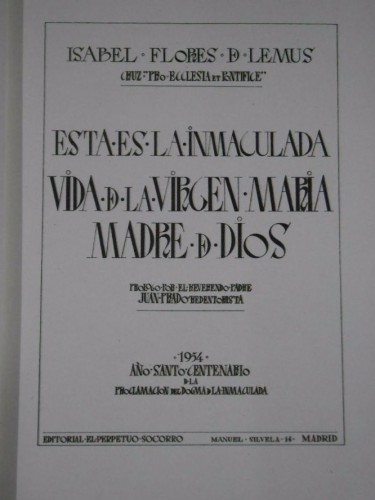 ISABEL · FLORES · D · LEMUS
CRUZ "PRO · ECCLESIA ET PONTIFICE"
ESTA · ES · LA · INMACULADA
VIDA · D · LA · VIRGEN · MARIA
MADRE · D · DIOS
PROLOGO · POR · EL · REVERENDO · PADRE
JUAN · PRADO · REDENTORISTA
· 1954 ·
AÑO · SANTO · CENTENARIO
D · LA
PROCLAMACION DEL DOGMA D LA INMACULADA
EDITORIAL · EL · PERPETUO · SOCORRO MANUEL · SILVELA · 14 · MADRID